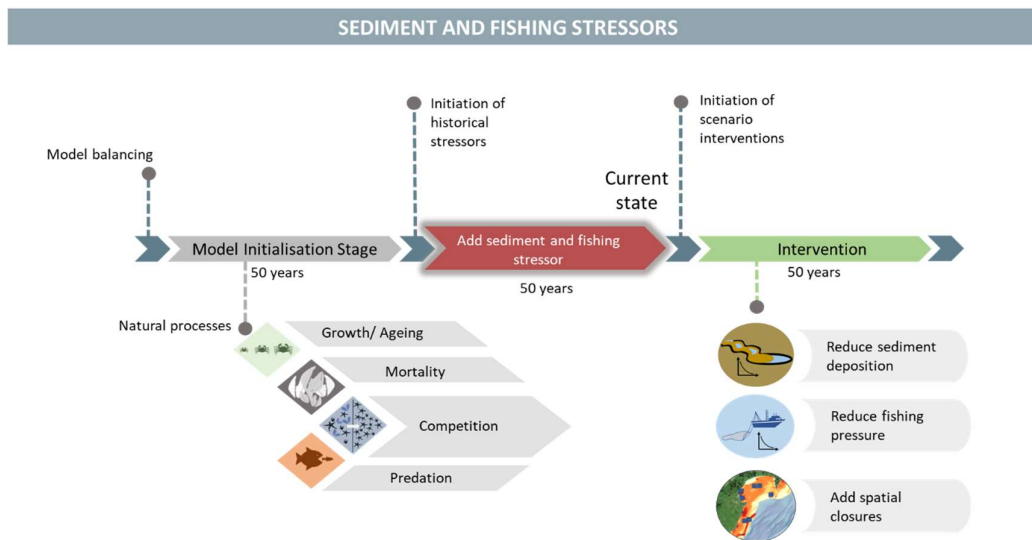 SEDIMENT AND FISHING STRESSORS
Initiation of
historical
stressors
Initiation of
scenario
interventions
Model balancing
Current
state
Model Initialisation Stage
Add sediment and fishing
stressor
Intervention
50 years
50 years
50 years
Natural processes
Growth/ Ageing
Mortality
Competition
Predation
Reduce sediment
deposition
Reduce fishing
pressure
Add spatial
closures